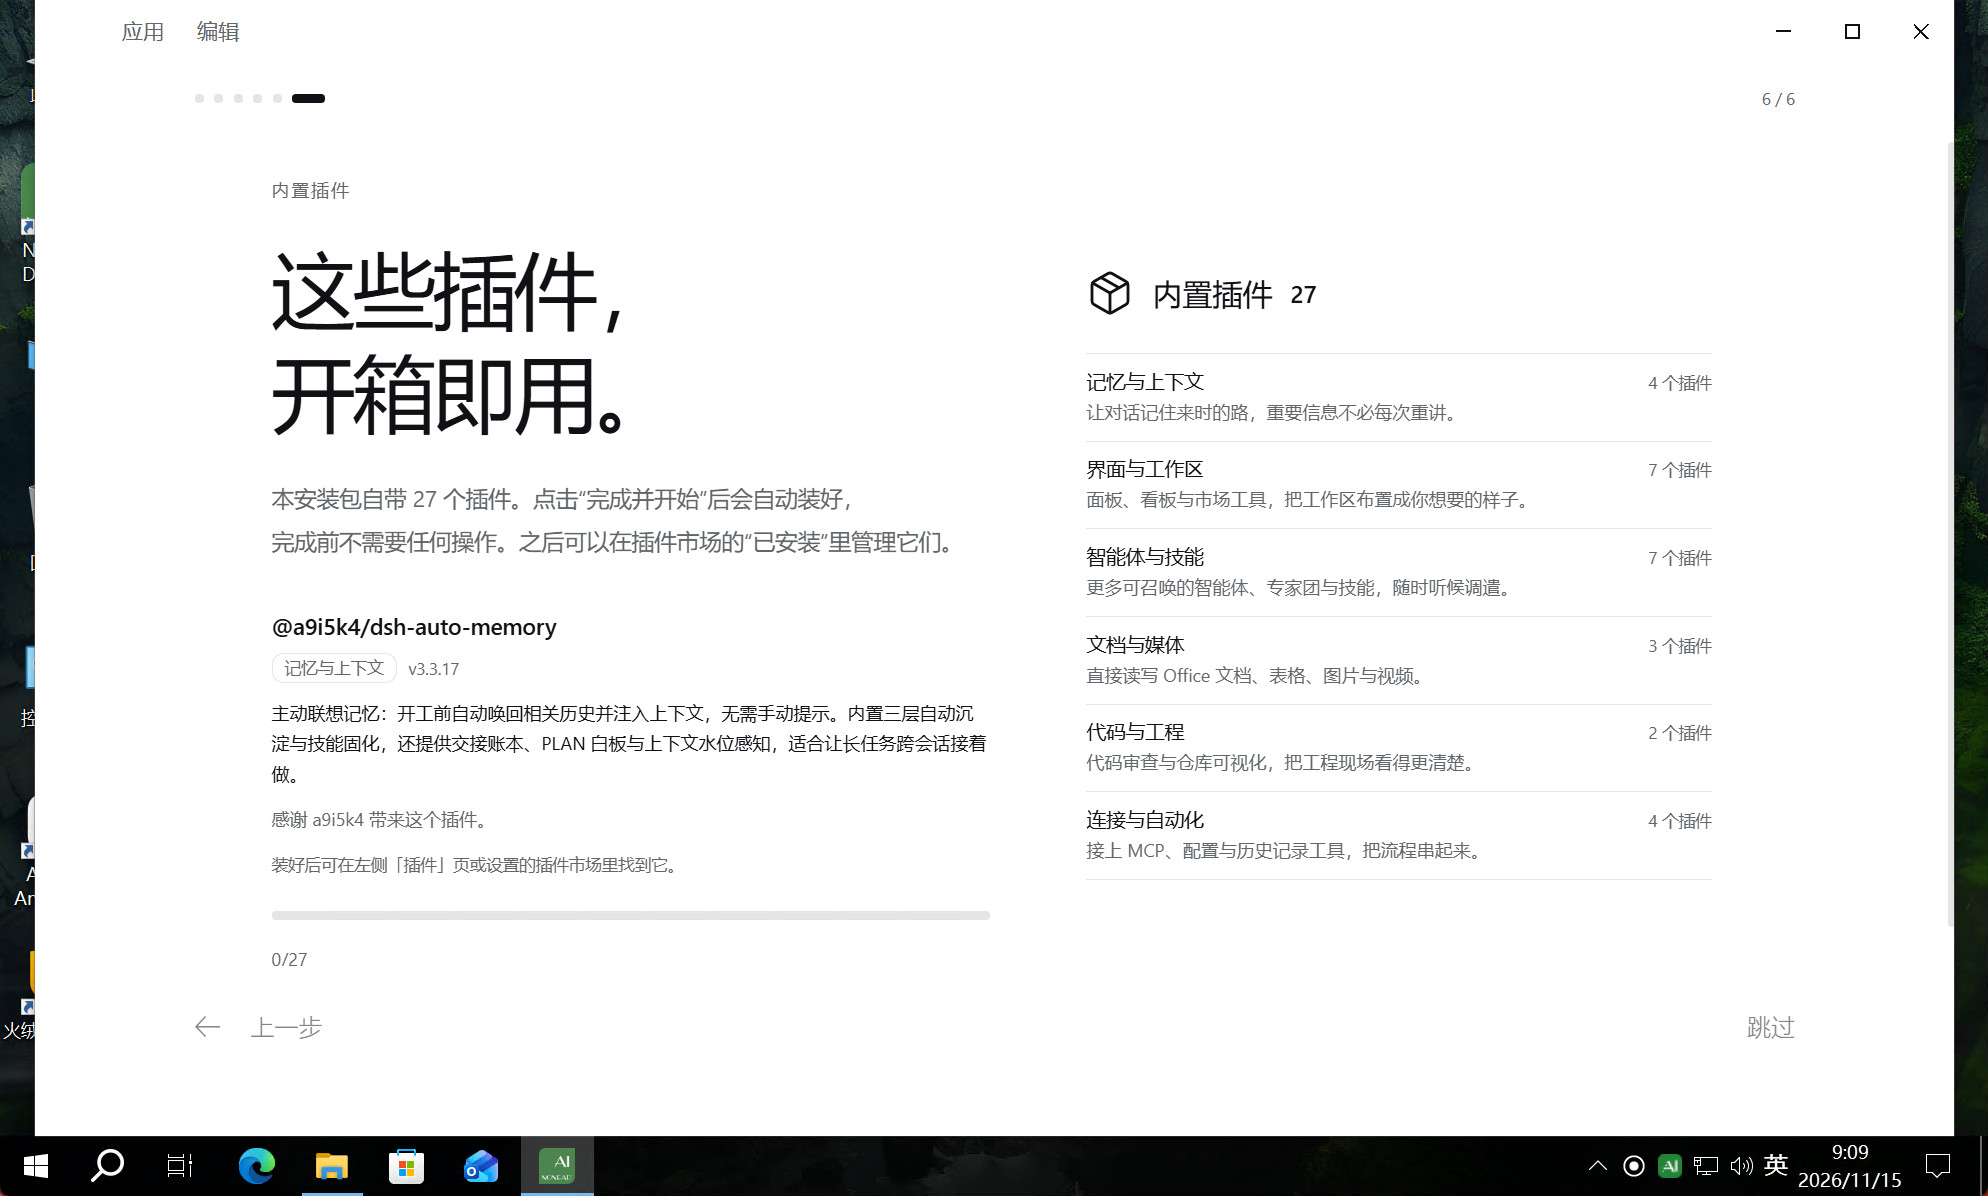 应用 编辑
6 / 6
内置插件
这些插件，
开箱即用。
本安装包自带 27 个插件。点击“完成并开始”后会自动装好，
完成前不需要任何操作。之后可以在插件市场的“已安装”里管理它们。
@a9i5k4/dsh-auto-memory
记忆与上下文 v3.3.17
主动联想记忆：开工前自动唤回相关历史并注入上下文，无需手动提示。内置三层自动沉
淀与技能固化，还提供交接账本、PLAN 白板与上下文水位感知，适合让长任务跨会话接着
做。
感谢 a9i5k4 带来这个插件。
装好后可在左侧「插件」页或设置的插件市场里找到它。
0/27
内置插件 27
记忆与上下文 4 个插件
让对话记住来时的路，重要信息不必每次重讲。
界面与工作区 7 个插件
面板、看板与市场工具，把工作区布置成你想要的样子。
智能体与技能 7 个插件
更多可召唤的智能体、专家团与技能，随时听候调遣。
文档与媒体 3 个插件
直接读写 Office 文档、表格、图片与视频。
代码与工程 2 个插件
代码审查与仓库可视化，把工程现场看得更清楚。
连接与自动化 4 个插件
接上 MCP、配置与历史记录工具，把流程串起来。
上一步 跳过
N
D
控
A
An
火绒
AI
NONEAD
AI
英
9:09
2026/11/15